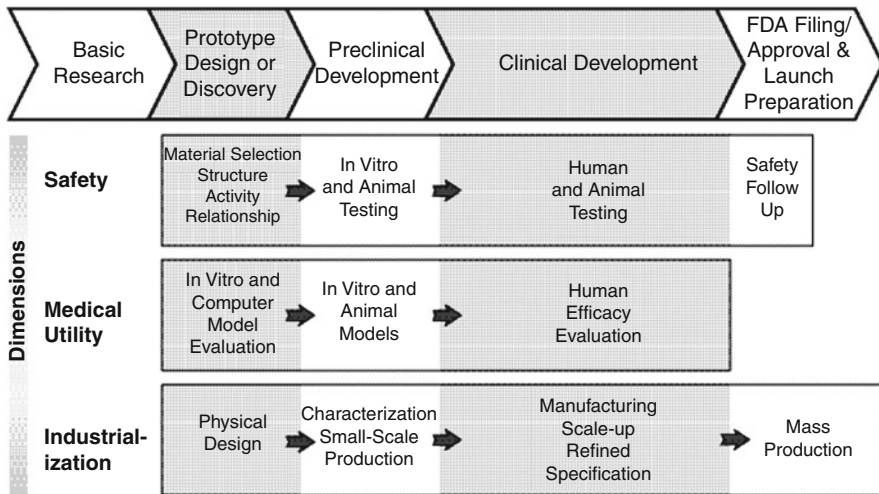 Basic
Research
Prototype
Design or
Discovery
Preclinical
Development
Clinical Development
FDA Filing/
Approval &
Launch
Preparation
Dimensions
Safety
Material Selection
Structure
Activity
Relationship
In Vitro
and Animal
Testing
Human
and Animal
Testing
Safety
Follow
Up
Medical
Utility
In Vitro and
Computer
Model
Evaluation
In Vitro and
Animal
Models
Human
Efficacy
Evaluation
Industrial-
ization
Physical
Design
Characterization
Small-Scale
Production
Manufacturing
Scale-up
Refined
Specification
Mass
Production